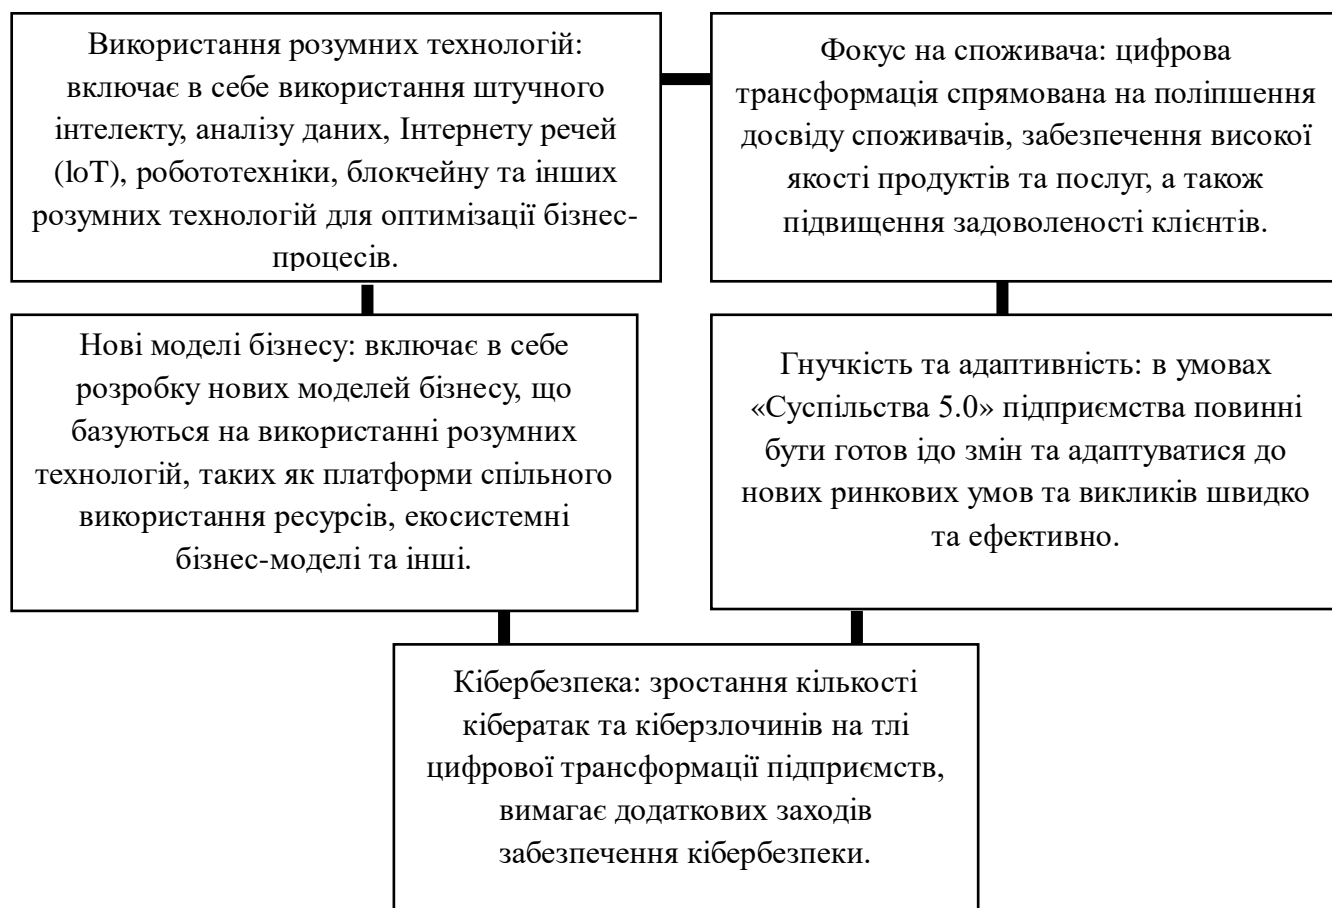 Використання розумних технологій:
включає в себе використання штучного
інтелекту, аналізу даних, Інтернету речей
(loT), робототехніки, блокчейну та інших
розумних технологій для оптимізації бізнес-
процесів.
Фокус на споживача: цифрова
трансформація спрямована на поліпшення
досвіду споживачів, забезпечення високої
якості продуктів та послуг, а також
підвищення задоволеності клієнтів.
Нові моделі бізнесу: включає в себе
розробку нових моделей бізнесу, що
базуються на використанні розумних
технологій, таких як платформи спільного
використання ресурсів, екосистемні
бізнес-моделі та інші.
Гнучкість та адаптивність: в умовах
«Суспільства 5.0» підприємства повинні
бути готов ідо змін та адаптуватися до
нових ринкових умов та викликів швидко
та ефективно.
Кібербезпека: зростання кількості
кібератак та кіберзлочинів на тлі
цифрової трансформації підприємств,
вимагає додаткових заходів
забезпечення кібербезпеки.